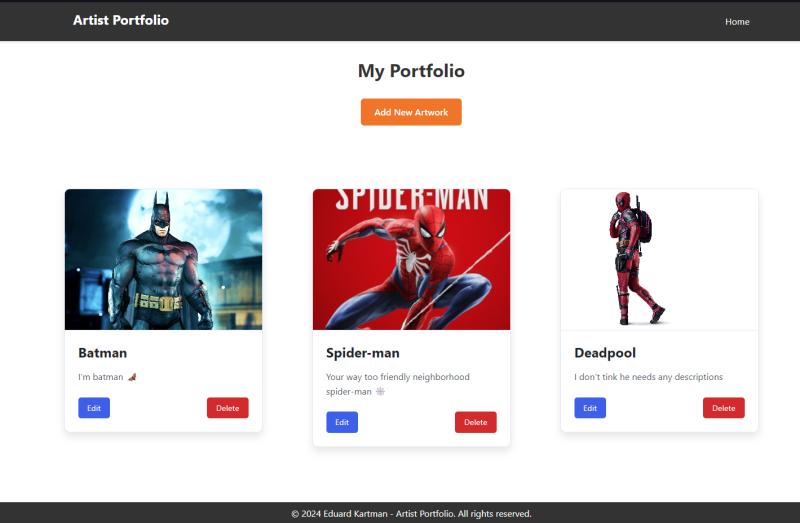 Artist Portfolio
Home
My Portfolio
Add New Artwork
SPIDER-MAN
Batman
I'm batman 🦇
Edit
Delete
Spider-man
Your way too friendly neighborhood
spider-man 🕸️
Edit
Delete
Deadpool
I don't tink he needs any descriptions
Edit
Delete
© 2024 Eduard Kartman - Artist Portfolio. All rights reserved.